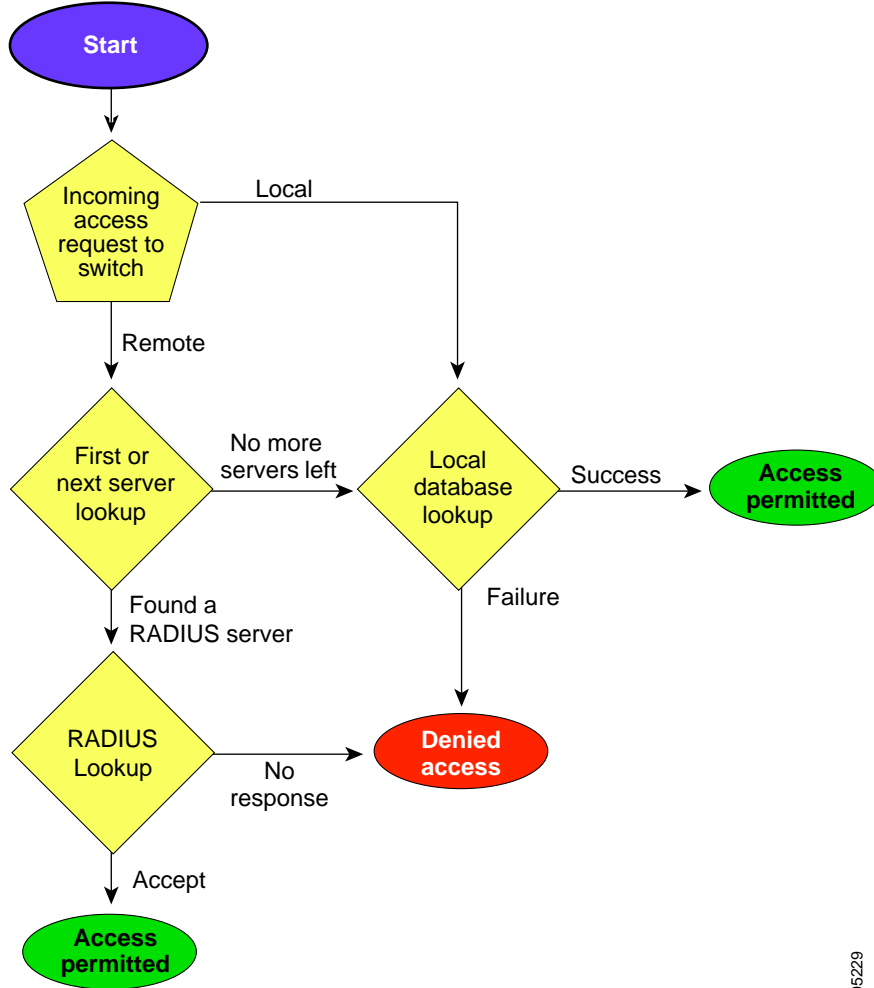 Start
Incoming
access
request to
switch
Local
Remote
First or
next server
lookup
No more
servers left
Local
database
lookup
Success
Access
permitted
Found a
RADIUS server
Failure
RADIUS
Lookup
No
response
Denied
access
Accept
Access
permitted